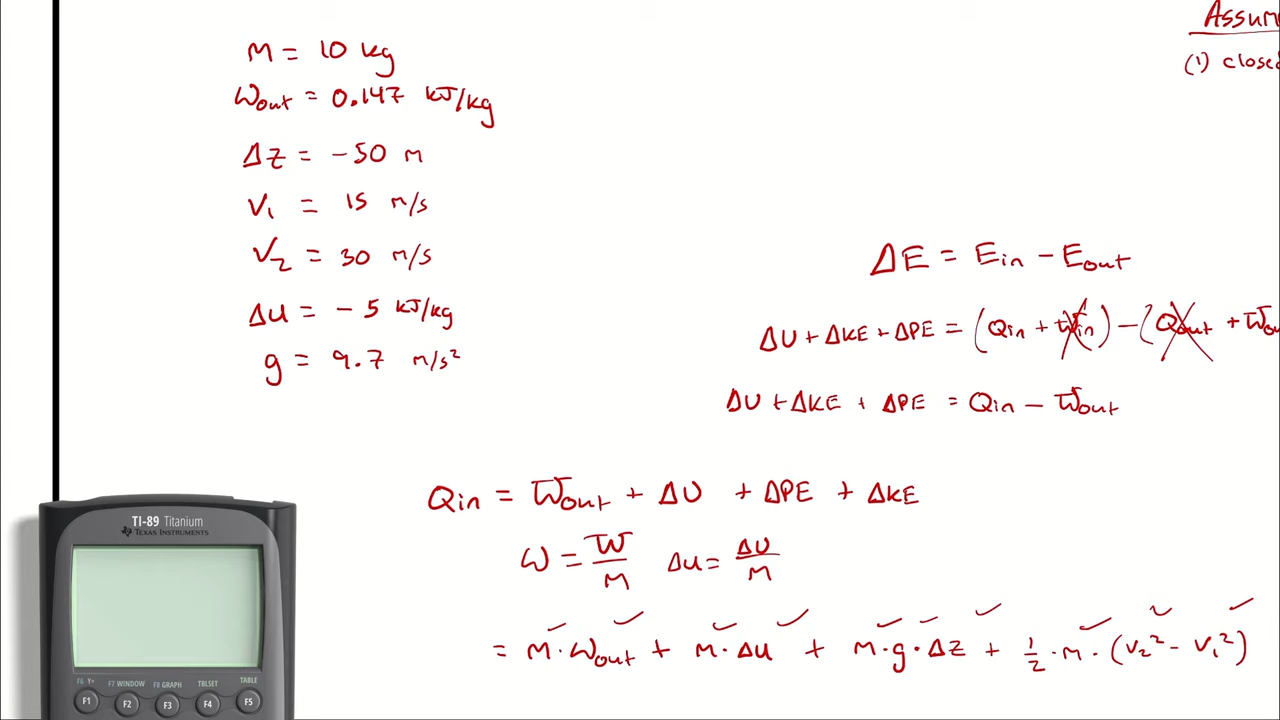 Assum
(1) close
m = 10 kg
wout = 0.147 kJ/kg
Δz = -50 m
V₁ = 15 m/s
V₂ = 30 m/s
Δu = -5 kJ/kg
g = 9.7 m/s²
ΔE = Ein - Eout
ΔU + ΔKE + ΔPE = (Qin + Win) - (Qout + Wou
ΔU + ΔKE + ΔPE = Qin - Wout
Qin = Wout + ΔU + ΔPE + ΔKE
w = W/m Δu = ΔU/m
= m·wout + m·Δu + m·g·Δz + 1/2·m·(V₂² - V₁²)
TI-89 Titanium
TEXAS INSTRUMENTS
F6 Y= F7 WINDOW F8 GRAPH TBLSET TABLE
F1 F2 F3 F4 F5